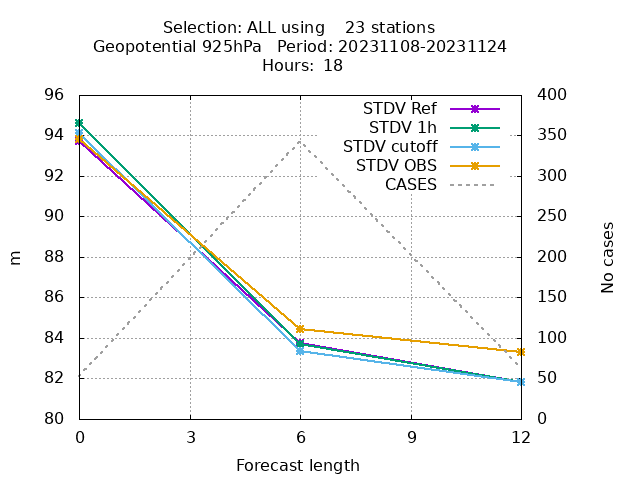 Selection: ALL using    23 stations
Geopotential 925hPa   Period: 20231108-20231124
Hours: 18
STDV Ref
STDV 1h
STDV cutoff
STDV OBS
CASES
96
94
92
90
88
86
84
82
80
m
400
350
300
250
200
150
100
50
0
No cases
0 3 6 9 12
Forecast length